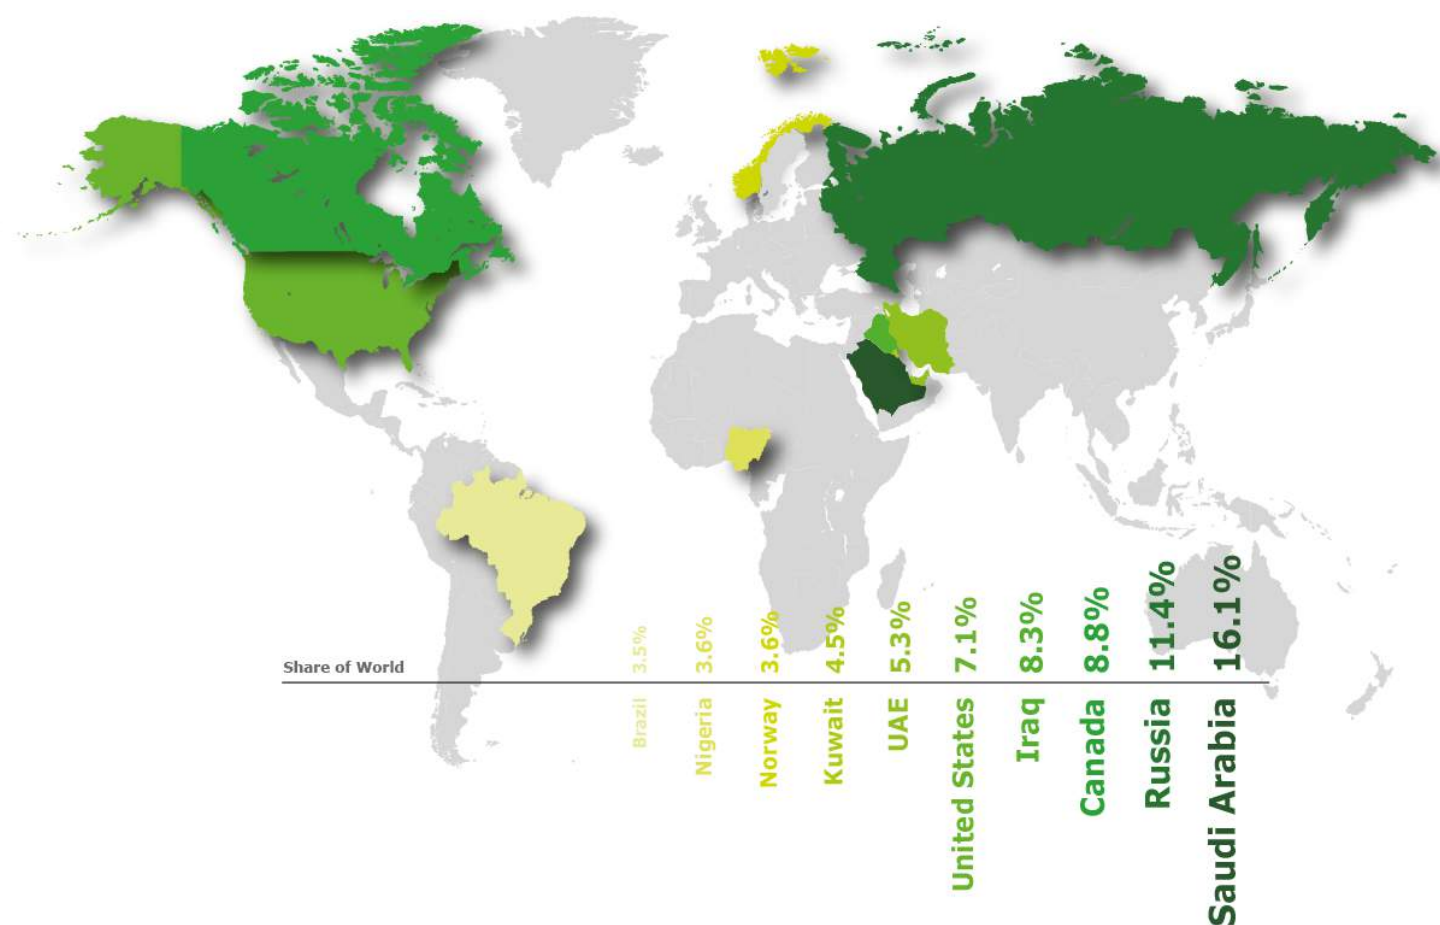 Share of World
3.5%
3.6%
3.6%
4.5%
5.3%
7.1%
8.3%
8.8%
11.4%
16.1%
Brazil
Nigeria
Norway
Kuwait
UAE
United States
Iraq
Canada
Russia
Saudi Arabia